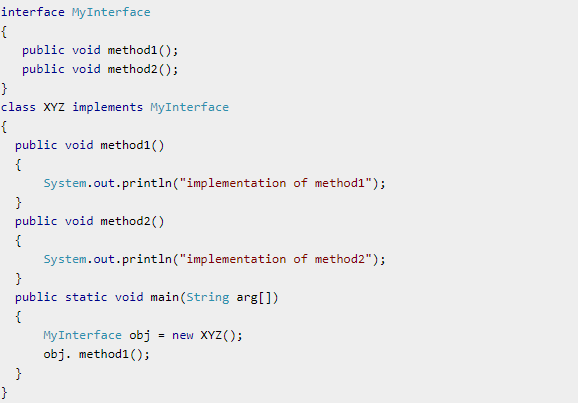 interface MyInterface
{
public void method1();
public void method2();
}
class XYZ implements MyInterface
{
public void method1()
{
System.out.println("implementation of method1");
}
public void method2()
{
System.out.println("implementation of method2");
}
public static void main(String arg[])
{
MyInterface obj = new XYZ();
obj. method1();
}
}